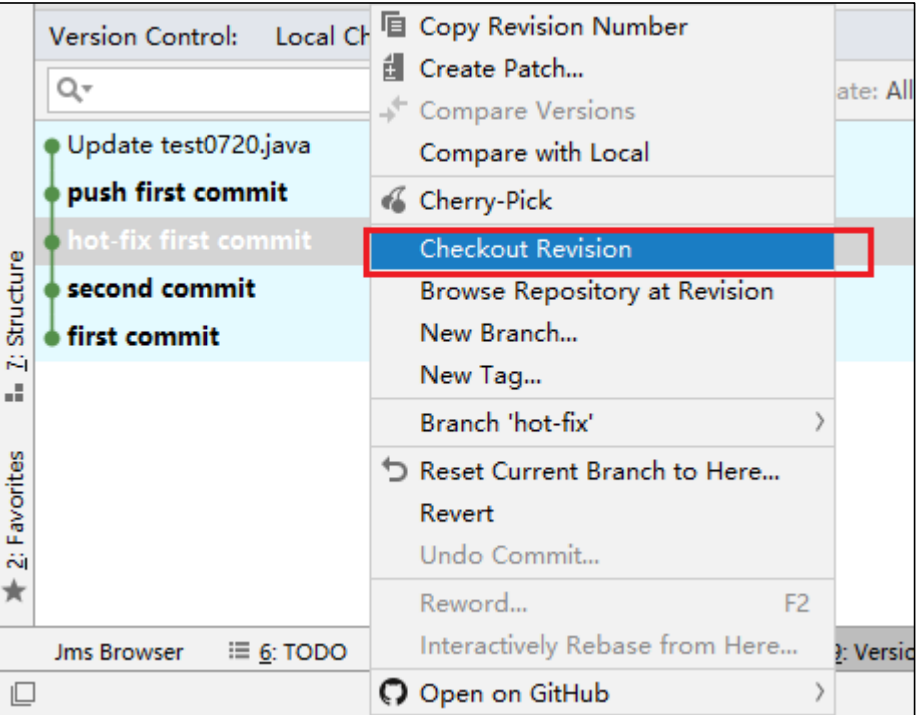 Version Control: Local Ch
ate: All
Update test0720.java
push first commit
hot-fix first commit
second commit
first commit
Copy Revision Number
Create Patch...
Compare Versions
Compare with Local
Cherry-Pick
Checkout Revision
Browse Repository at Revision
New Branch...
New Tag...
Branch 'hot-fix'
Reset Current Branch to Here...
Revert
Undo Commit...
Reword... F2
Interactively Rebase from Here...
Open on GitHub
7: Structure
2: Favorites
Jms Browser 6: TODO 9: Versio